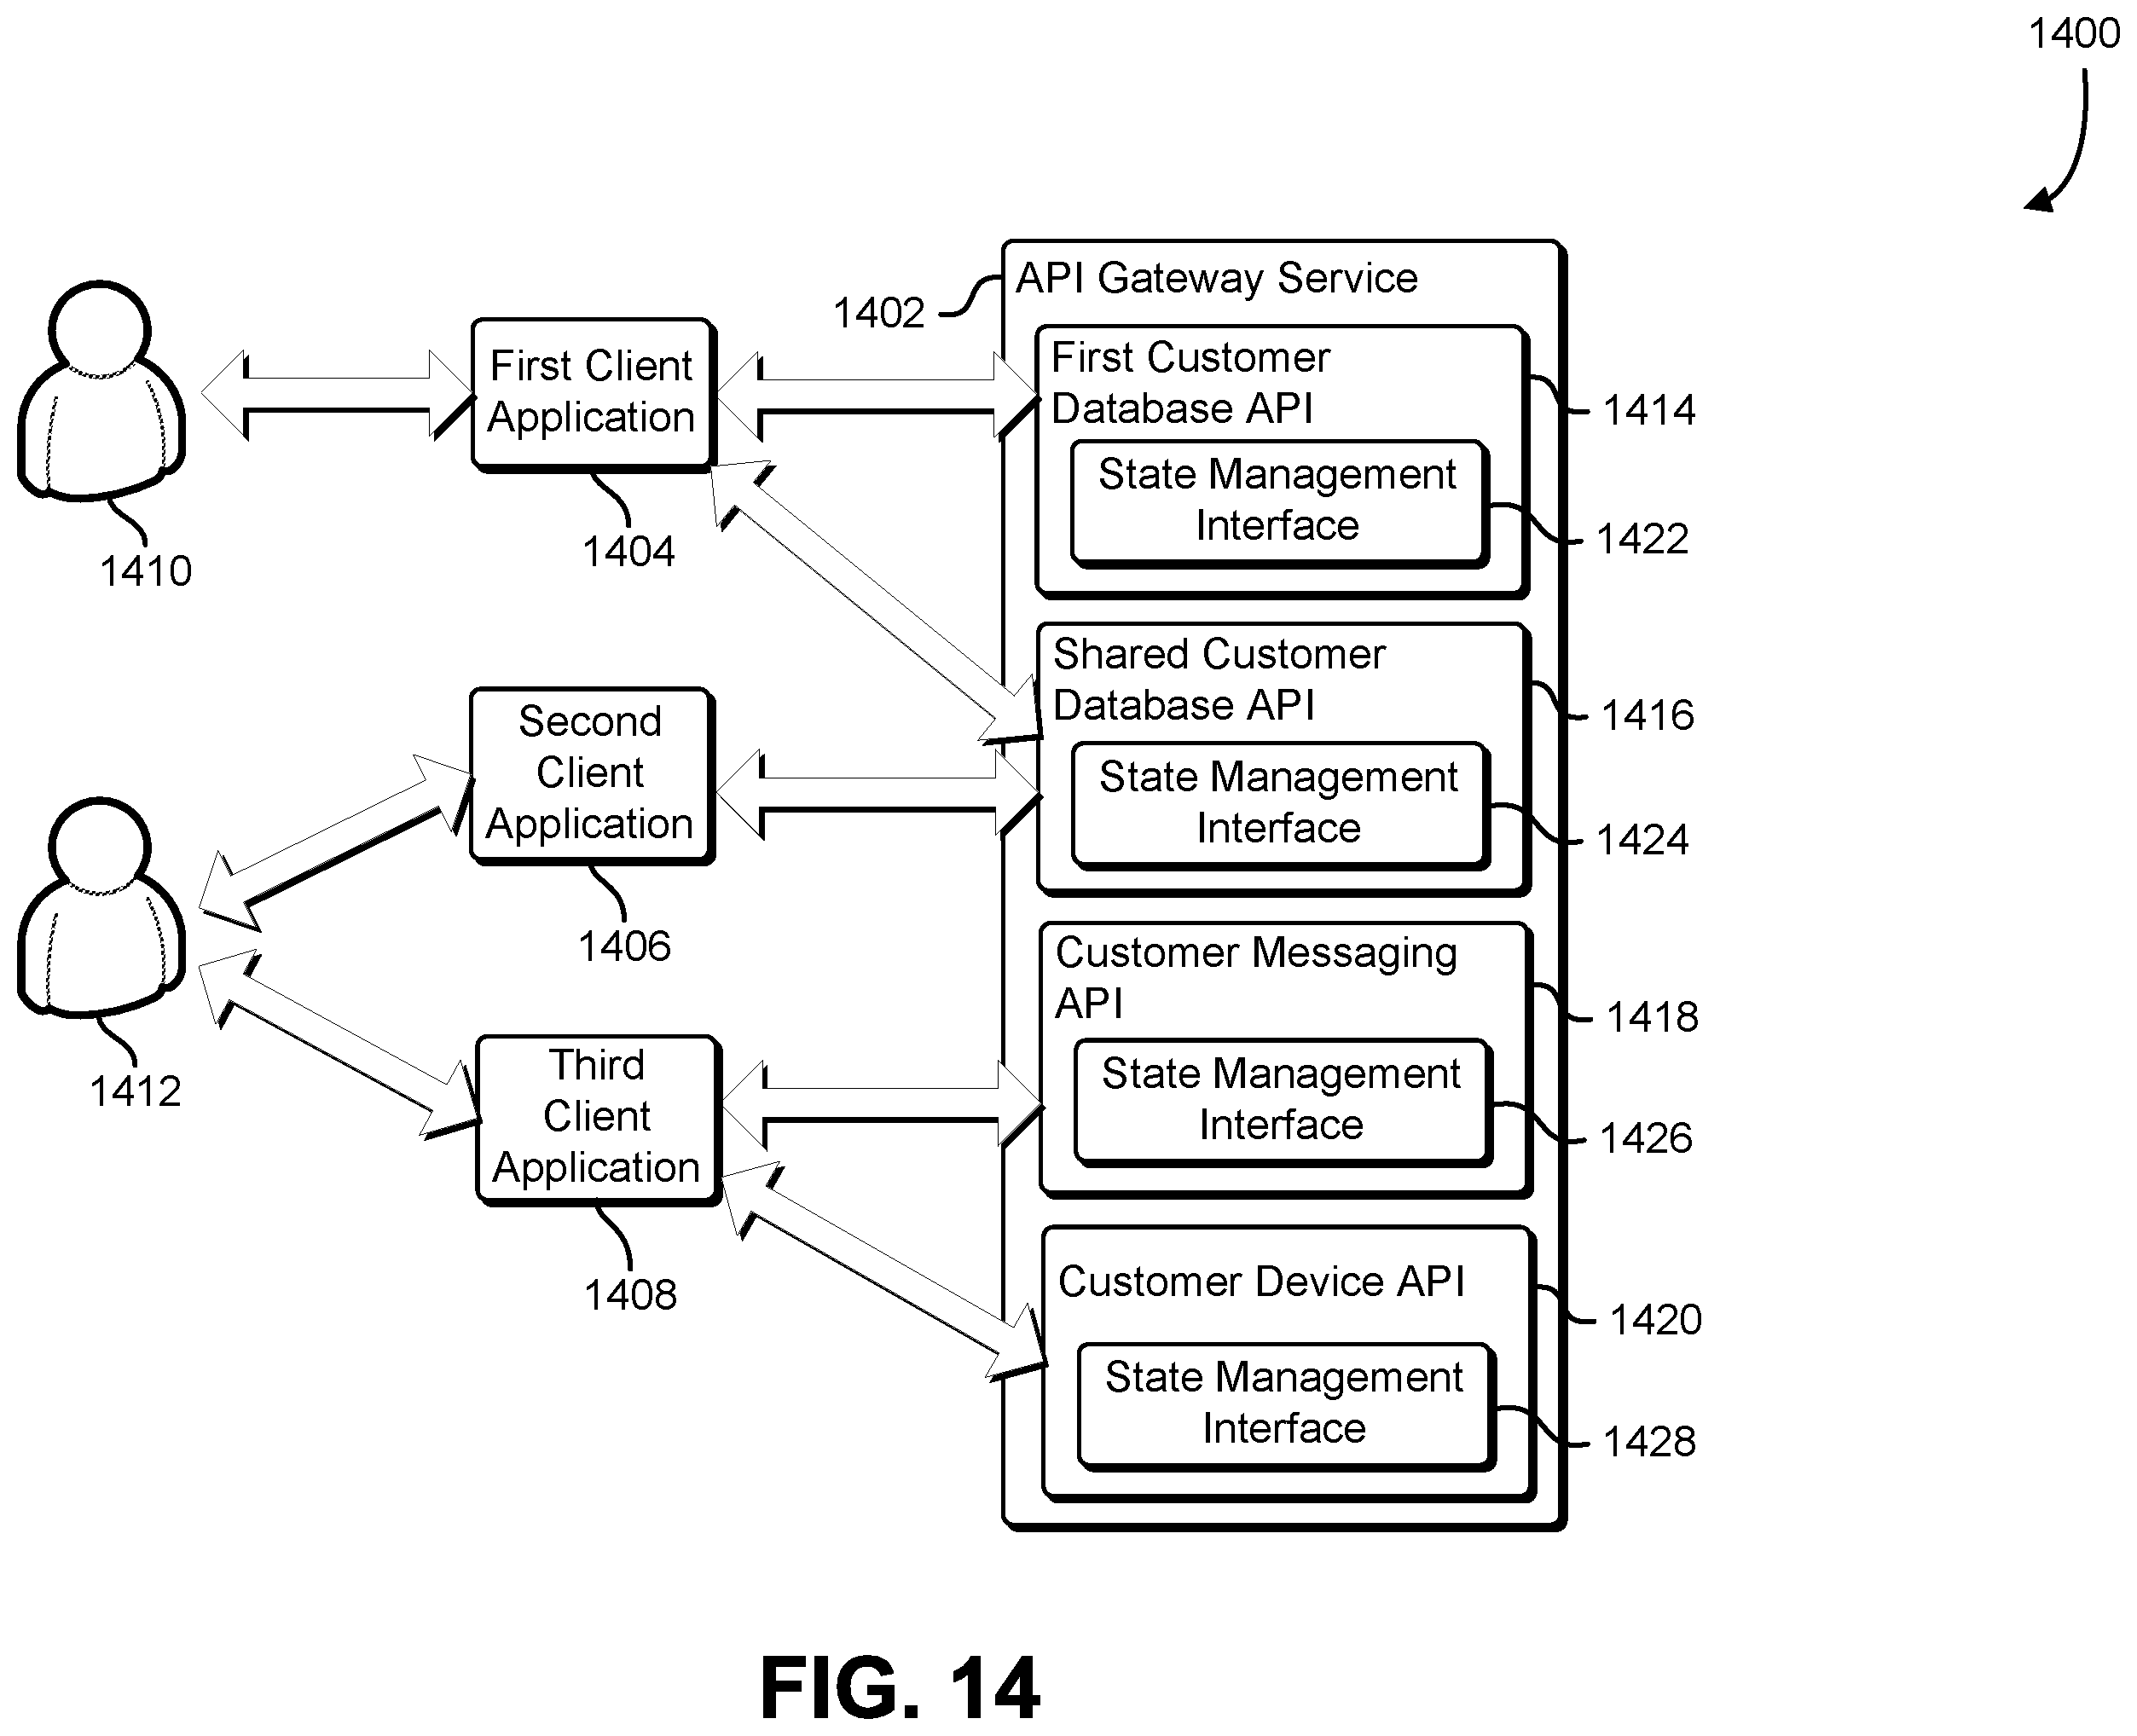 1400
1402
API Gateway Service
First Client
Application
1404
1410
First Customer
Database API
1414
State Management
Interface
1422
Shared Customer
Database API
1416
State Management
Interface
1424
Second
Client
Application
1406
1412
Customer Messaging
API
1418
State Management
Interface
1426
Third
Client
Application
1408
Customer Device API
1420
State Management
Interface
1428
FIG. 14